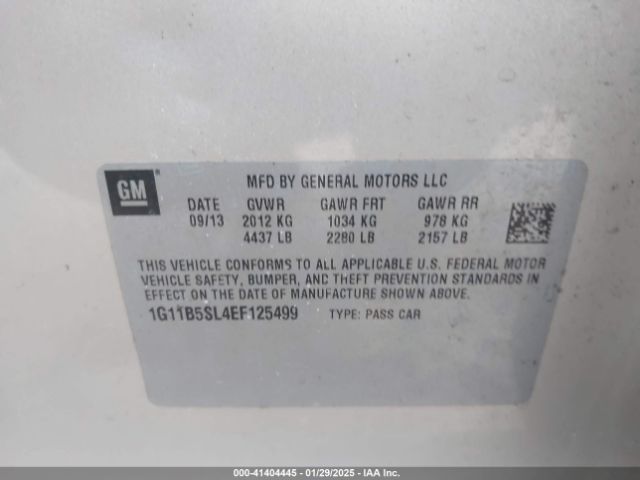 GM
MFD BY GENERAL MOTORS LLC
DATE GVWR GAWR FRT GAWR RR
09/13 2012 KG 1034 KG 978 KG
4437 LB 2280 LB 2157 LB
THIS VEHICLE CONFORMS TO ALL APPLICABLE U.S. FEDERAL MOTOR
VEHICLE SAFETY, BUMPER, AND THEFT PREVENTION STANDARDS IN
EFFECT ON THE DATE OF MANUFACTURE SHOWN ABOVE.
1G11B5SL4EF125499 TYPE: PASS CAR
000-41404445 - 01/29/2025 - IAAI.COM